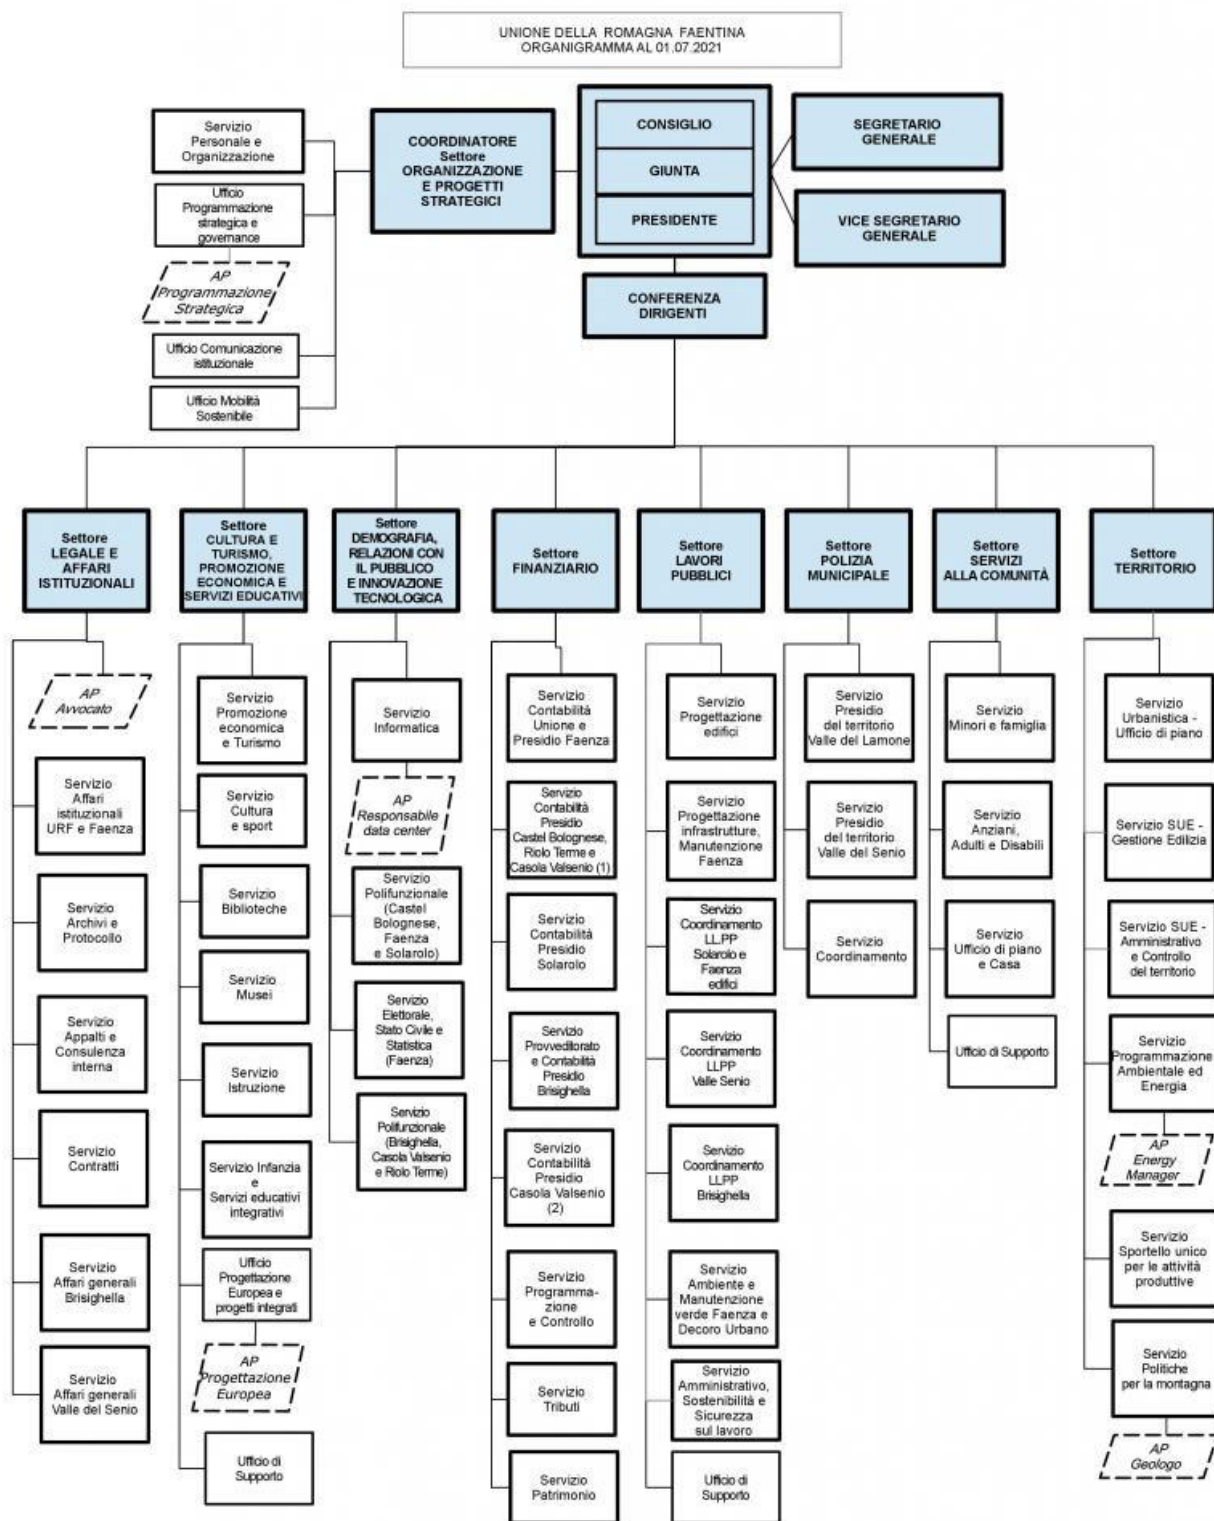 UNIONE DELLA ROMAGNA FAENTINA
ORGANIGRAMMA AL 01.07.2021
Servizio
Personale e
Organizzazione
Ufficio
Programmazione
strategica e
governance
AP
Programmazione
Strategica
Ufficio Comunicazione
istituzionale
Ufficio Mobilità
Sostenibile
COORDINATORE
Settore
ORGANIZZAZIONE
E PROGETTI
STRATEGICI
CONSIGLIO
GIUNTA
PRESIDENTE
SEGRETARIO
GENERALE
VICE SEGRETARIO
GENERALE
CONFERENZA
DIRIGENTI
Settore
LEGALE E
AFFARI
ISTITUZIONALI
AP
Avvocato
Servizio
Affari
istituzionali
URF e Faenza
Servizio
Archivi e
Protocollo
Servizio
Appalti e
Consulenza
interna
Servizio
Contratti
Servizio
Affari generali
Brisighella
Servizio
Affari generali
Valle del Senio
Settore
CULTURA E
TURISMO,
PROMOZIONE
ECONOMICA E
SERVIZI EDUCATIVI
Servizio
Promozione
economica
e Turismo
Servizio
Cultura
e sport
Servizio
Biblioteche
Servizio
Musei
Servizio
Istruzione
Servizio Infanzia
e
Servizi educativi
integrativi
Ufficio
Progettazione
Europea e
progetti integrati
AP
Progettazione
Europea
Ufficio di
Supporto
Settore
DEMOGRAFIA,
RELAZIONI CON
IL PUBBLICO
E INNOVAZIONE
TECNOLOGICA
Servizio
Informatica
AP
Responsabile
data center
Servizio
Polifunzionale
(Castel
Bolognese,
Faenza
e Solarolo)
Servizio
Elettorale,
Stato Civile e
Statistica
(Faenza)
Servizio
Polifunzionale
(Brisighella,
Casola Valsenio
e Riolo Terme)
Settore
FINANZIARIO
Servizio
Contabilità
Unione e
Presidio Faenza
Servizio
Contabilità
Presidio
Castel Bolognese,
Riolo Terme e
Casola Valsenio (1)
Servizio
Contabilità
Presidio
Solarolo
Servizio
Provveditorato
e Contabilità
Presidio
Brisighella
Servizio
Contabilità
Presidio
Casola Valsenio
(2)
Servizio
Programma-
zione
e Controllo
Servizio
Tributi
Servizio
Patrimonio
Settore
LAVORI
PUBBLICI
Servizio
Progettazione
edifici
Servizio
Progettazione
infrastrutture,
Manutenzione
Faenza
Servizio
Coordinamento
LLPP
Solarolo e
Faenza
edifici
Servizio
Coordinamento
LLPP
Valle Senio
Servizio
Coordinamento
LLPP
Brisighella
Servizio
Ambiente e
Manutenzione
verde Faenza e
Decoro Urbano
Servizio
Amministrativo,
Sostenibilità e
Sicurezza
sul lavoro
Ufficio di
Supporto
Settore
POLIZIA
MUNICIPALE
Servizio
Presidio
del territorio
Valle del Lamone
Servizio
Presidio
del territorio
Valle del Senio
Servizio
Coordinamento
Settore
SERVIZI
ALLA COMUNITÀ
Servizio
Minori e famiglia
Servizio
Anziani,
Adulti e Disabili
Servizio
Ufficio di piano
e Casa
Ufficio di Supporto
Settore
TERRITORIO
Servizio
Urbanistica -
Ufficio di piano
Servizio SUE -
Gestione Edilizia
Servizio SUE -
Amministrativo
e Controllo
del territorio
Servizio
Programmazione
Ambientale ed
Energia
AP
Energy
Manager
Servizio
Sportello unico
per le attività
produttive
Servizio
Politiche
per la montagna
AP
Geologo